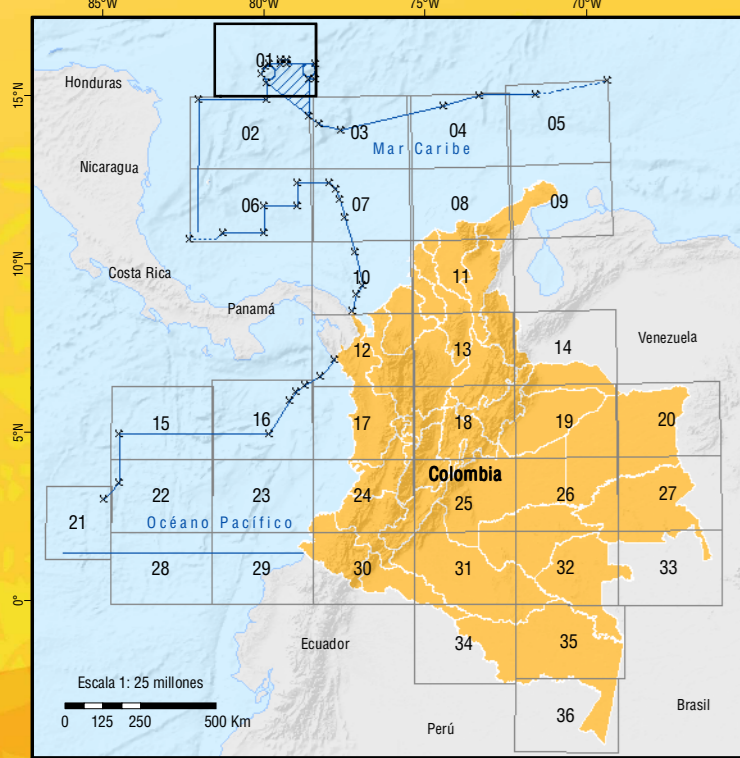 85°W 80°W 75°W 70°W
01
Honduras
15°N
02 03 04 05
Mar Caribe
Nicaragua
06 07 08 09
10°N
Costa Rica
10 11
Panamá
12 13 14
Venezuela
5°N
15 16 17 18 19 20
Colombia
21 22 23 24 25 26 27
Océano Pacífico
28 29 30 31 32 33
0°
Ecuador
34 35
Escala 1: 25 millones
0 125 250 500 Km
Perú
36
Brasil